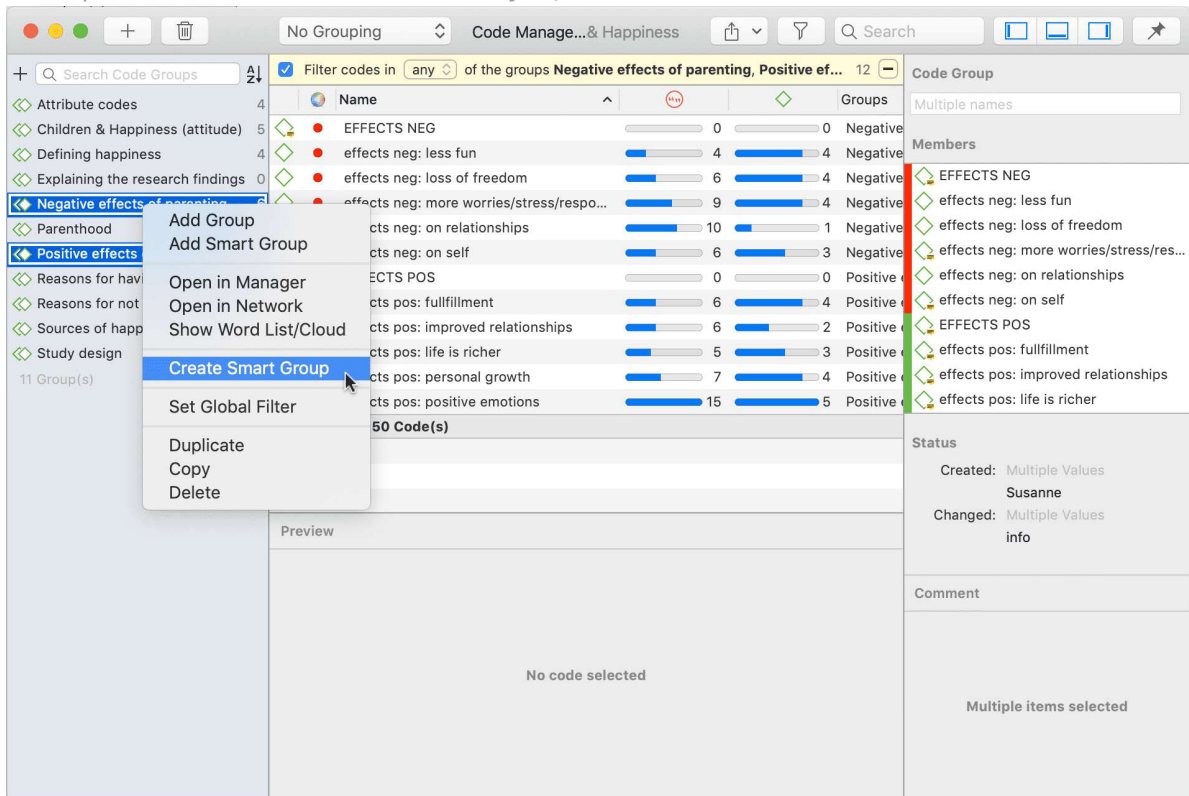 No Grouping
Code Manage...& Happiness
Search
Search Code Groups
Filter codes in any of the groups Negative effects of parenting, Positive ef... 12
Code Group
Multiple names
Attribute codes 4
Children & Happiness (attitude) 5
Defining happiness 4
Explaining the research findings 0
Negative effects of parenting 6
Parenthood
Positive effects
Reasons for havi
Reasons for not
Sources of happ
Study design
11 Group(s)
Add Group
Add Smart Group
Open in Manager
Open in Network
Show Word List/Cloud
Create Smart Group
Set Global Filter
Duplicate
Copy
Delete
Name Groups
EFFECTS NEG 0 0 Negative
effects neg: less fun 4 4 Negative
effects neg: loss of freedom 6 4 Negative
effects neg: more worries/stress/respo... 9 4 Negative
cts neg: on relationships 10 1 Negative
cts neg: on self 6 3 Negative
ECTS POS 0 0 Positive
cts pos: fullfillment 6 4 Positive
cts pos: improved relationships 6 2 Positive
cts pos: life is richer 5 3 Positive
cts pos: personal growth 7 4 Positive
cts pos: positive emotions 15 5 Positive
50 Code(s)
Preview
No code selected
Members
EFFECTS NEG
effects neg: less fun
effects neg: loss of freedom
effects neg: more worries/stress/res...
effects neg: on relationships
effects neg: on self
EFFECTS POS
effects pos: fullfillment
effects pos: improved relationships
effects pos: life is richer
Status
Created: Multiple Values
Susanne
Changed: Multiple Values
info
Comment
Multiple items selected